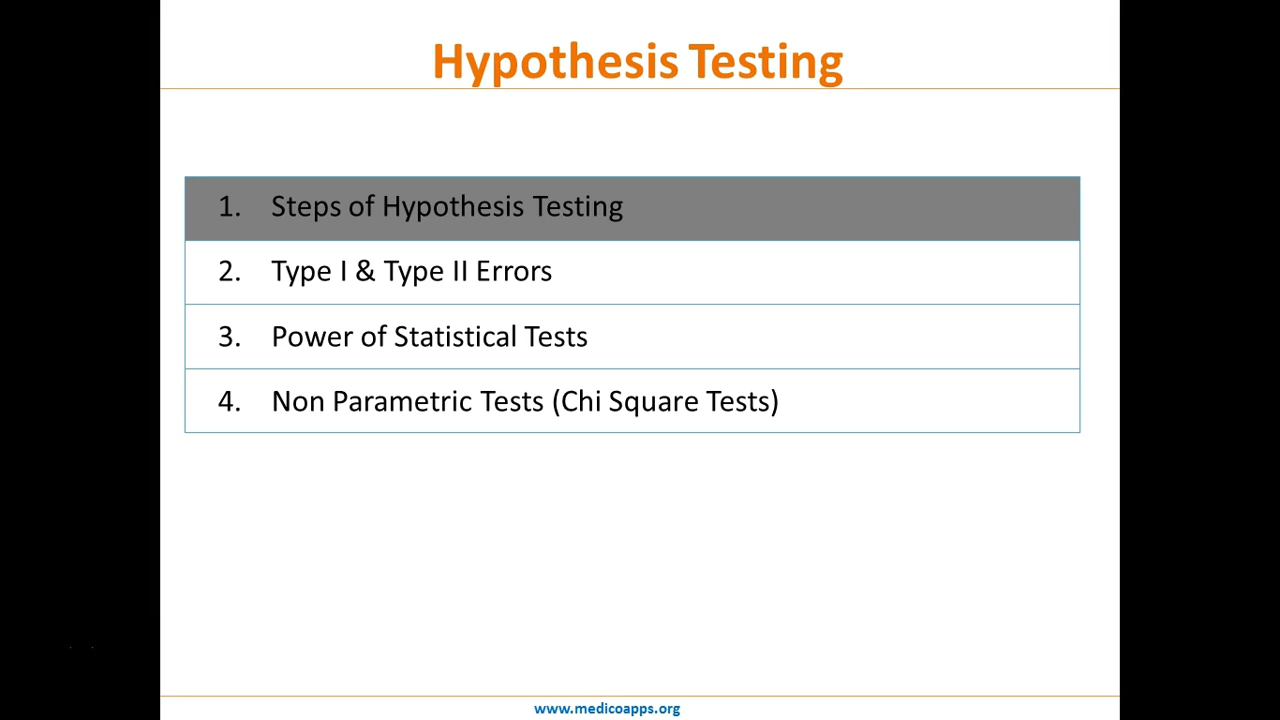 Hypothesis Testing
1. Steps of Hypothesis Testing
2. Type I & Type II Errors
3. Power of Statistical Tests
4. Non Parametric Tests (Chi Square Tests)
www.medicoapps.org